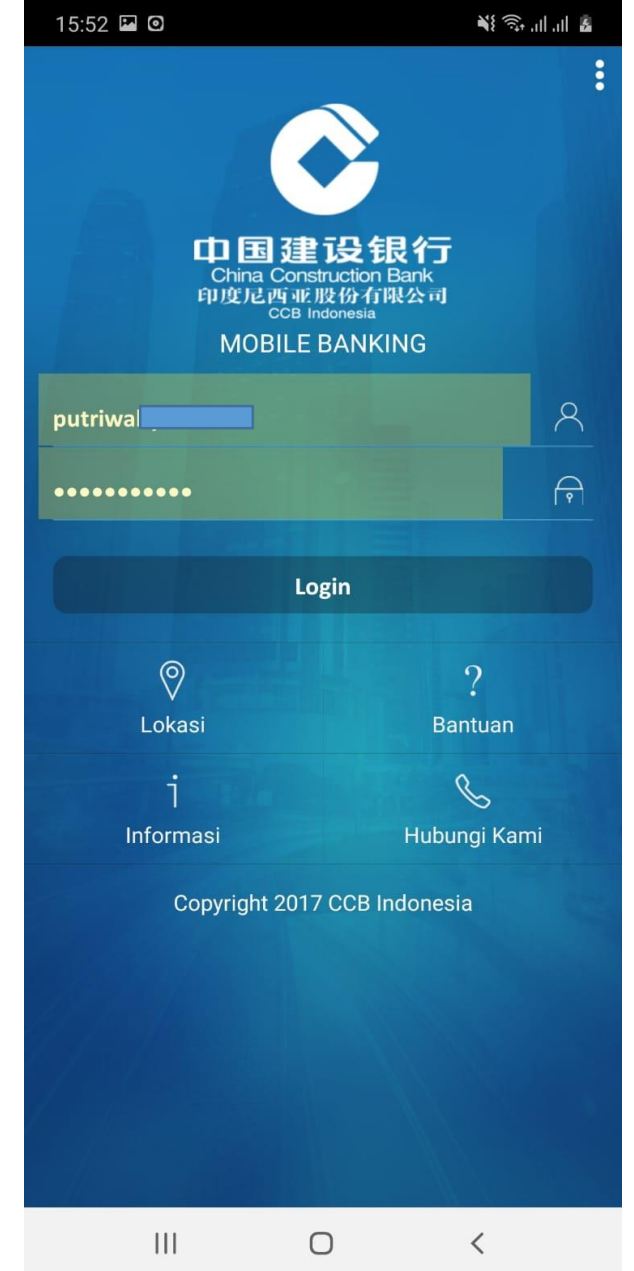 15:52
中国建设银行
China Construction Bank
印度尼西亚股份有限公司
CCB Indonesia
MOBILE BANKING
putriwa
Login
Lokasi
?
Bantuan
i
Informasi
Hubungi Kami
Copyright 2017 CCB Indonesia